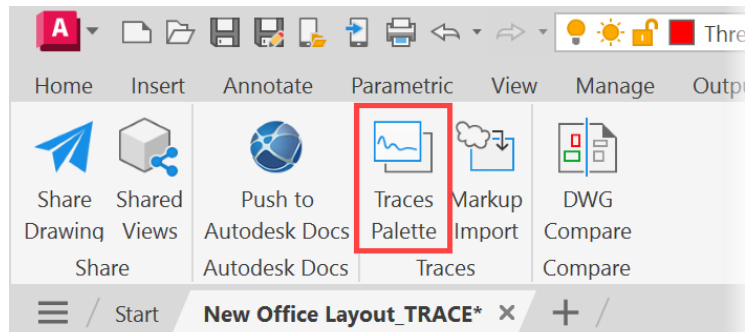 A
Thre
Home Insert Annotate Parametric View Manage Outpu
Share Shared Push to Traces Markup DWG
Drawing Views Autodesk Docs Palette Import Compare
Share Autodesk Docs Traces Compare
Start New Office Layout_TRACE*